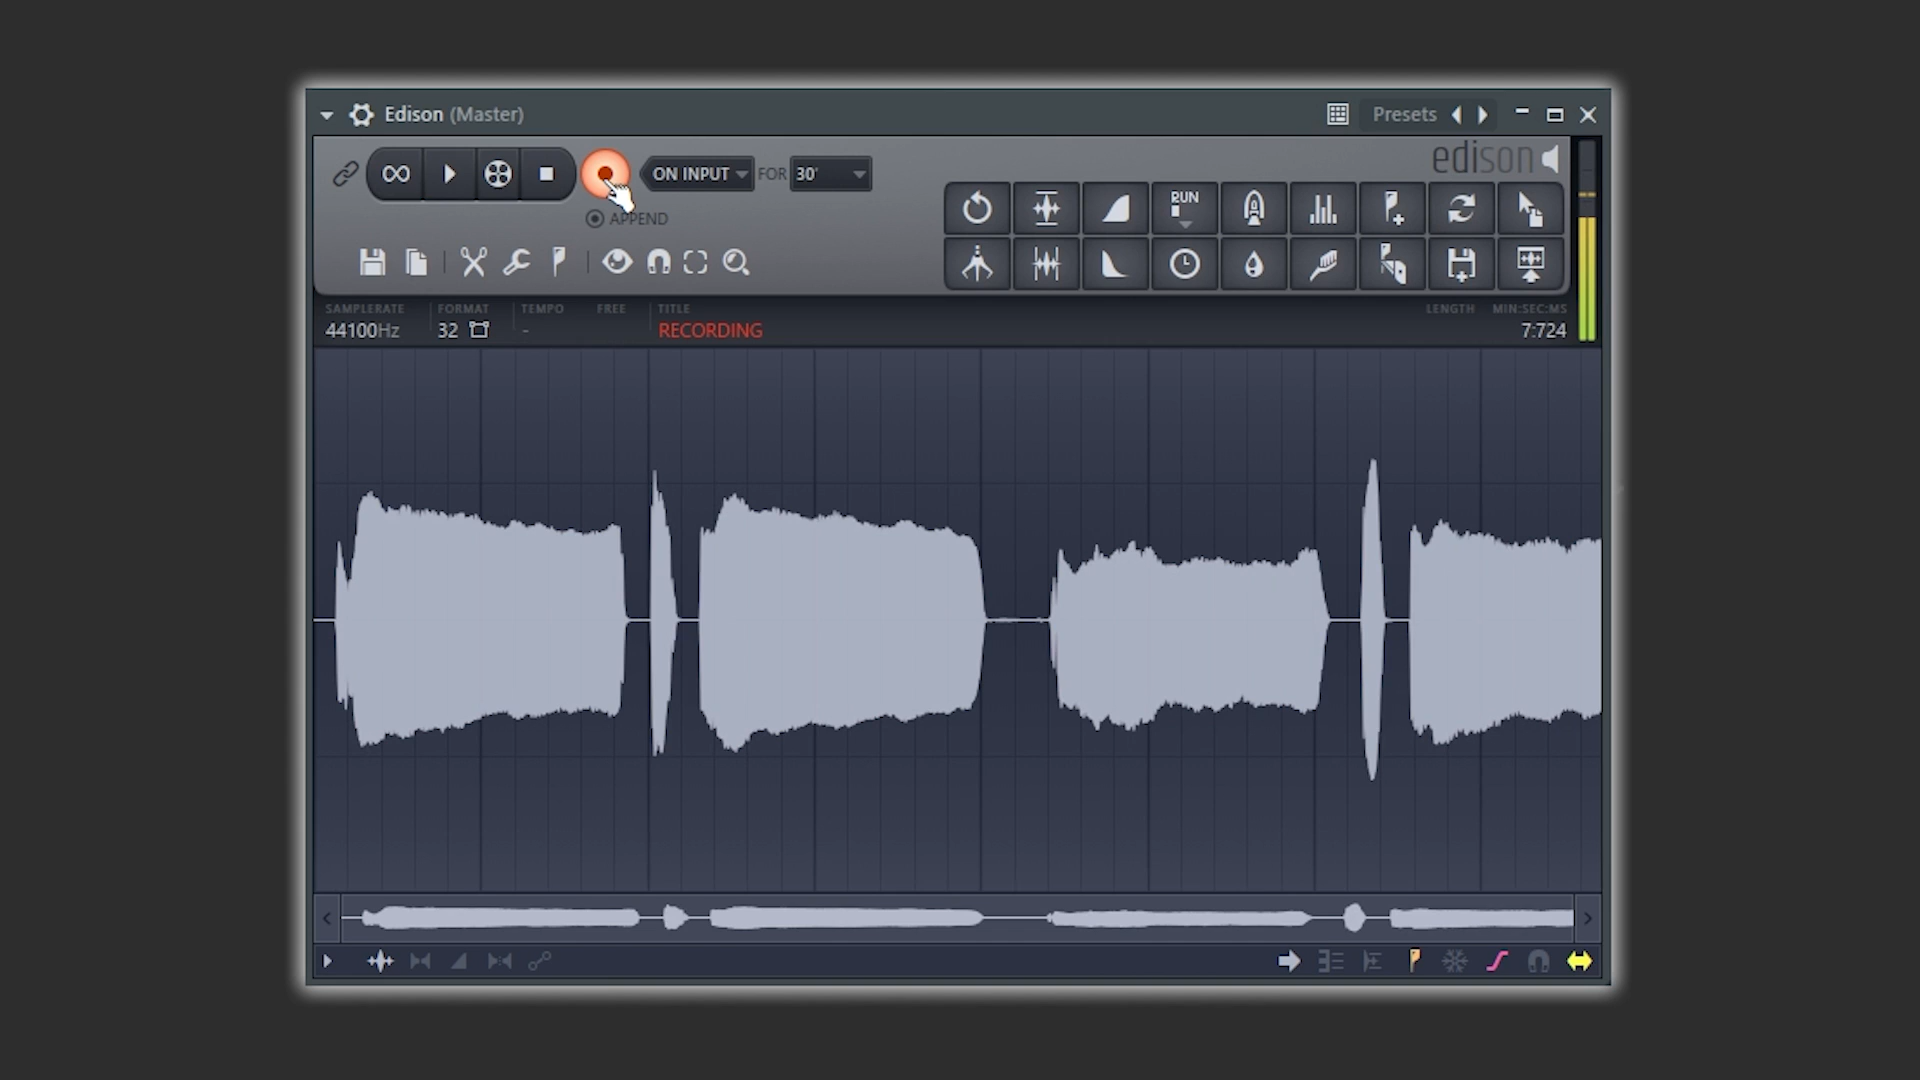 Edison (Master)
Presets
edison
ON INPUT FOR 30'
APPEND
RUN
SAMPLERATE FORMAT TEMPO FREE TITLE LENGTH MIN:SEC:MS
44100Hz 32 - RECORDING 7:724